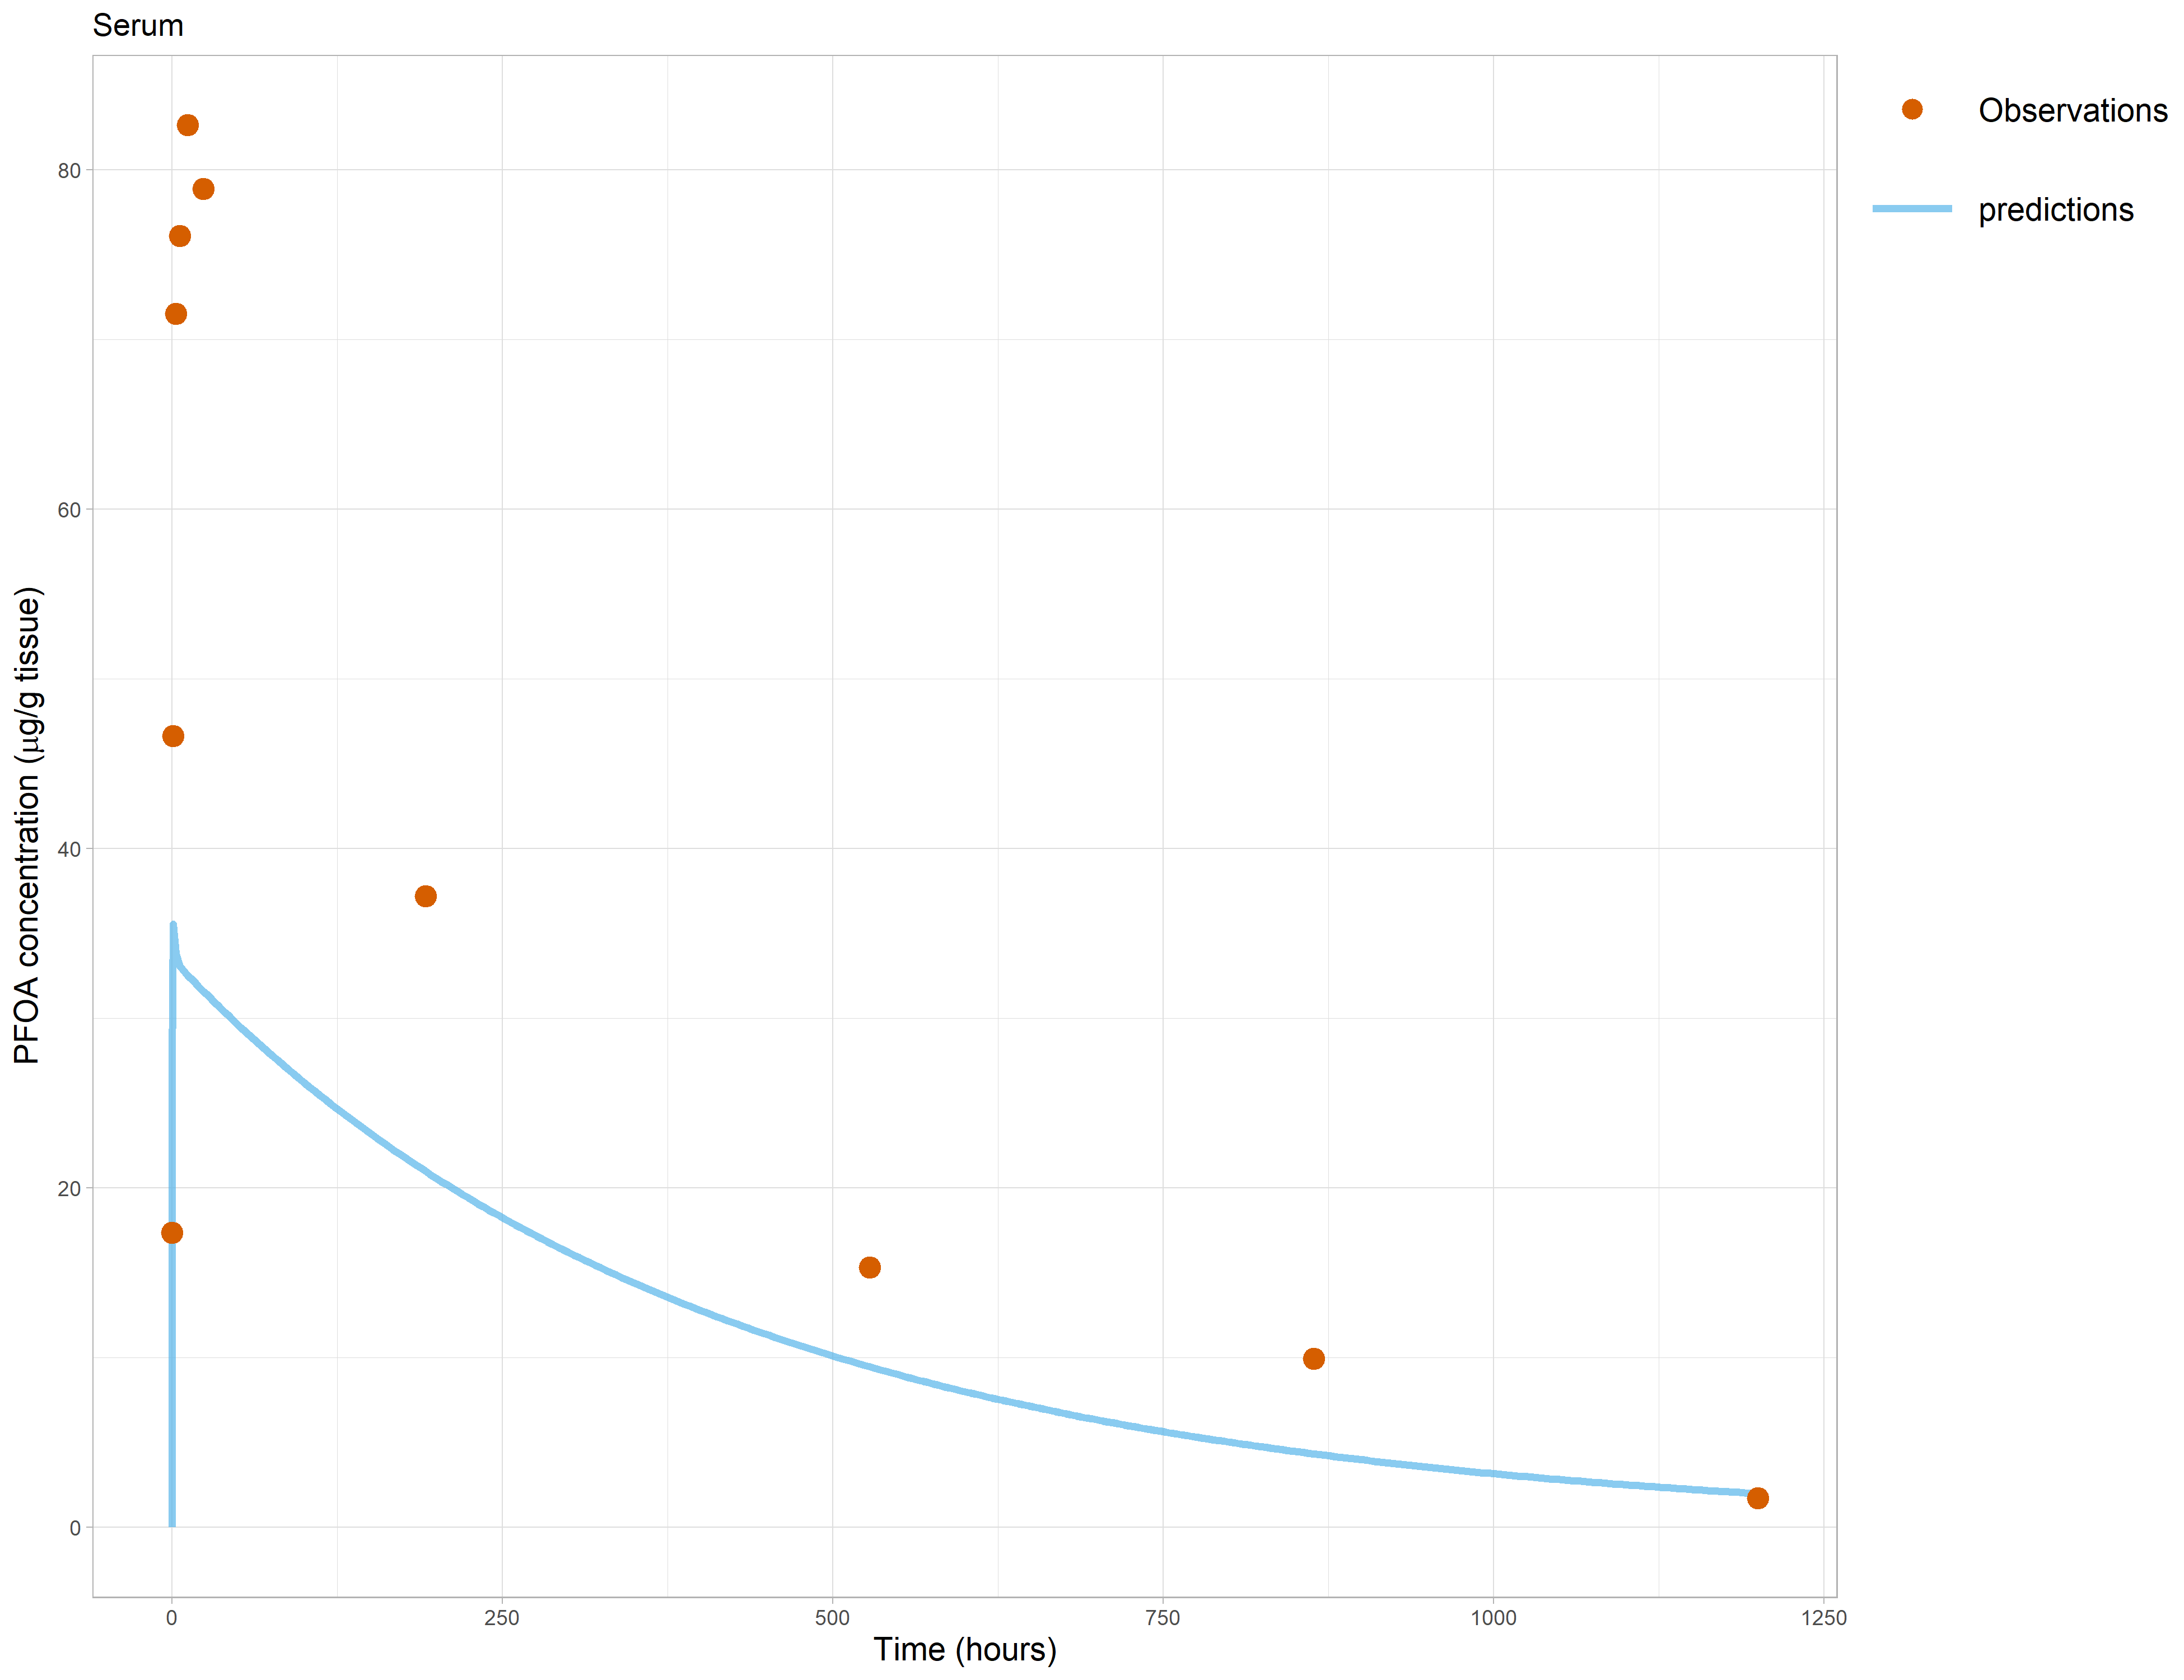 Serum
Observations
predictions
80
60
40
20
0
PFOA concentration (μg/g tissue)
0 250 500 750 1000 1250
Time (hours)